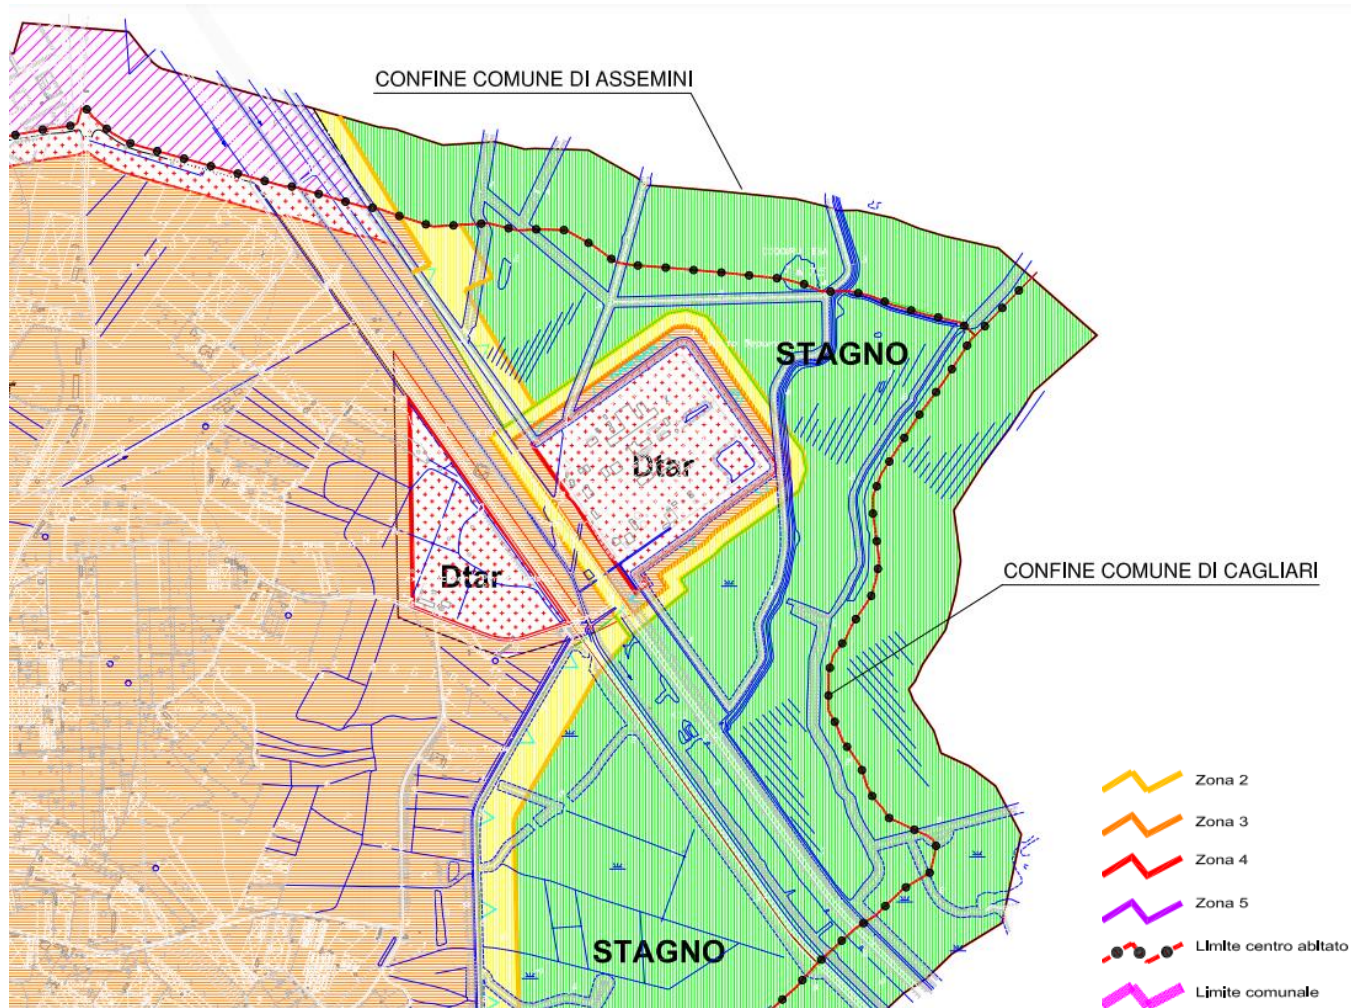 CONFINE COMUNE DI ASSEMINI
STAGNO
Dtar
Dtar
CONFINE COMUNE DI CAGLIARI
STAGNO
Zona 2
Zona 3
Zona 4
Zona 5
Limite centro abitato
Limite comunale